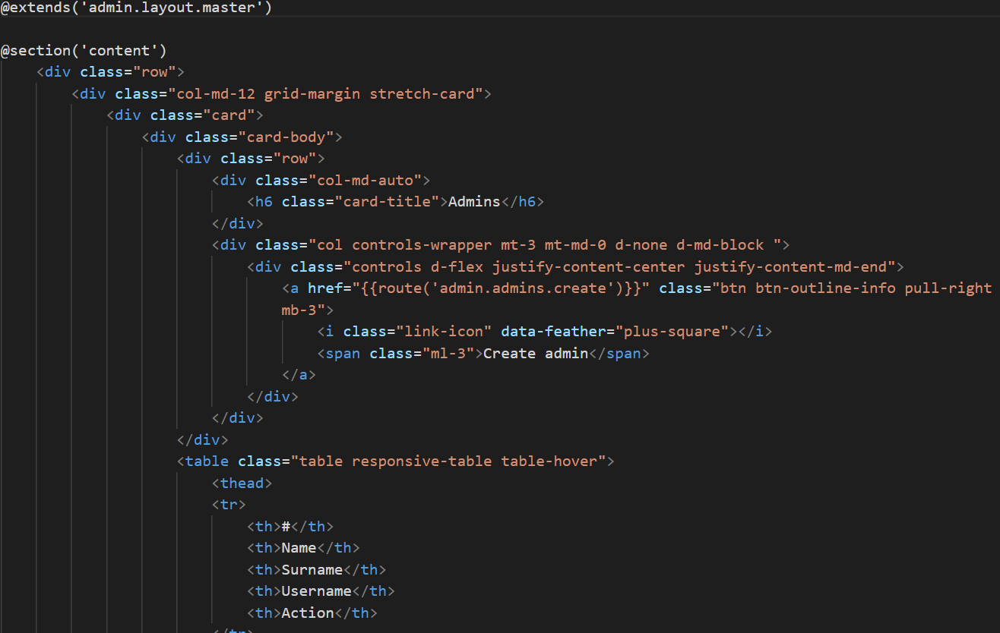 @extends('admin.layout.master')
@section('content')
<div class="row">
<div class="col-md-12 grid-margin stretch-card">
<div class="card">
<div class="card-body">
<div class="row">
<div class="col-md-auto">
<h6 class="card-title">Admins</h6>
</div>
<div class="col controls-wrapper mt-3 mt-md-0 d-none d-md-block ">
<div class="controls d-flex justify-content-center justify-content-md-end">
<a href="{{route('admin.admins.create')}}" class="btn btn-outline-info pull-right
mb-3">
<i class="link-icon" data-feather="plus-square"></i>
<span class="ml-3">Create admin</span>
</a>
</div>
</div>
</div>
<table class="table responsive-table table-hover">
<thead>
<tr>
<th>#</th>
<th>Name</th>
<th>Surname</th>
<th>Username</th>
<th>Action</th>
</tr>